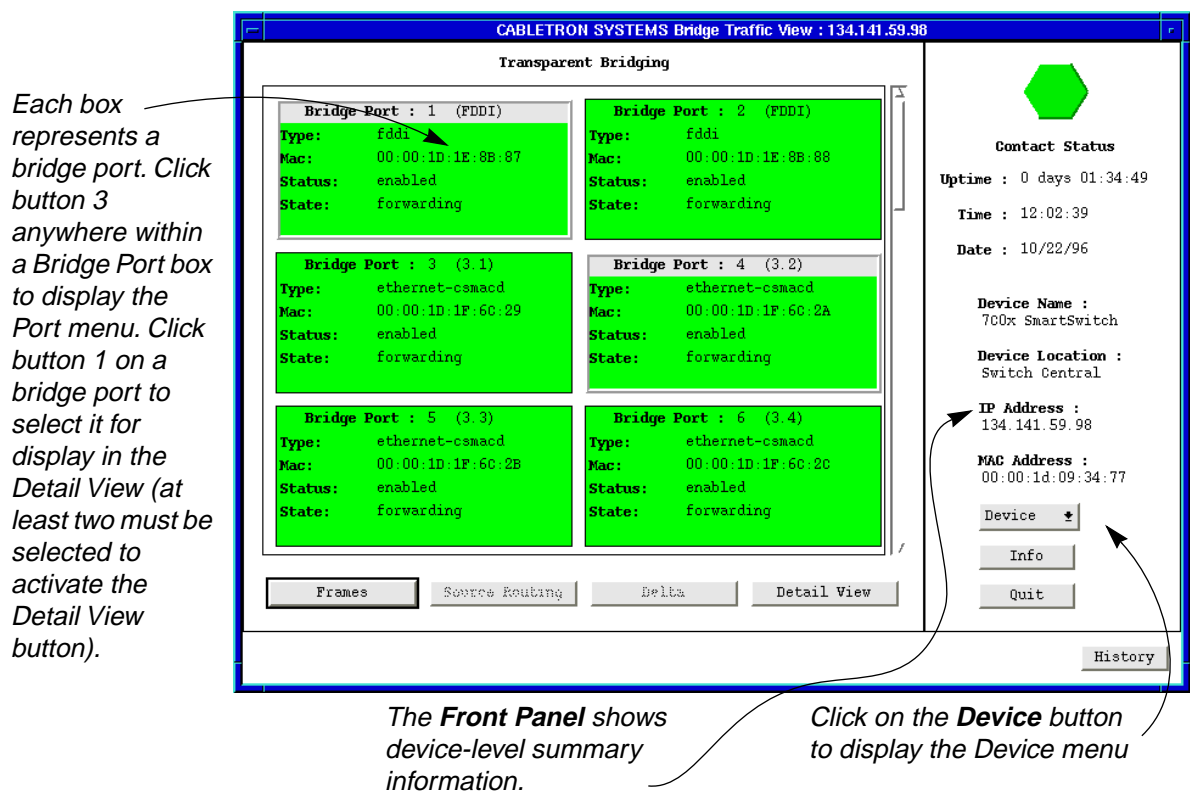 CABLETRON SYSTEMS Bridge Traffic View : 134.141.59.98
Each box
represents a
bridge port. Click
button 3
anywhere within
a Bridge Port box
to display the
Port menu. Click
button 1 on a
bridge port to
select it for
display in the
Detail View (at
least two must be
selected to
activate the
Detail View
button).
Transparent Bridging
Bridge Port : 1 (FDDI)
Type: fddi
Mac: 00:00:1D:1E:8B:87
Status: enabled
State: forwarding
Bridge Port : 2 (FDDI)
Type: fddi
Mac: 00:00:1D:1E:8B:88
Status: enabled
State: forwarding
Bridge Port : 3 (3.1)
Type: ethernet-csmacd
Mac: 00:00:1D:1F:6C:29
Status: enabled
State: forwarding
Bridge Port : 4 (3.2)
Type: ethernet-csmacd
Mac: 00:00:1D:1F:6C:2A
Status: enabled
State: forwarding
Bridge Port : 5 (3.3)
Type: ethernet-csmacd
Mac: 00:00:1D:1F:6C:2B
Status: enabled
State: forwarding
Bridge Port : 6 (3.4)
Type: ethernet-csmacd
Mac: 00:00:1D:1F:6C:2C
Status: enabled
State: forwarding
Frames
Source Routing
Delta
Detail View
Contact Status
Uptime : 0 days 01:34:49
Time : 12:02:39
Date : 10/22/96
Device Name :
7C0x SmartSwitch
Device Location :
Switch Central
IP Address :
134.141.59.98
MAC Address :
00:00:1d:09:34:77
Device
Info
Quit
History
The Front Panel shows
device-level summary
information.
Click on the Device button
to display the Device menu